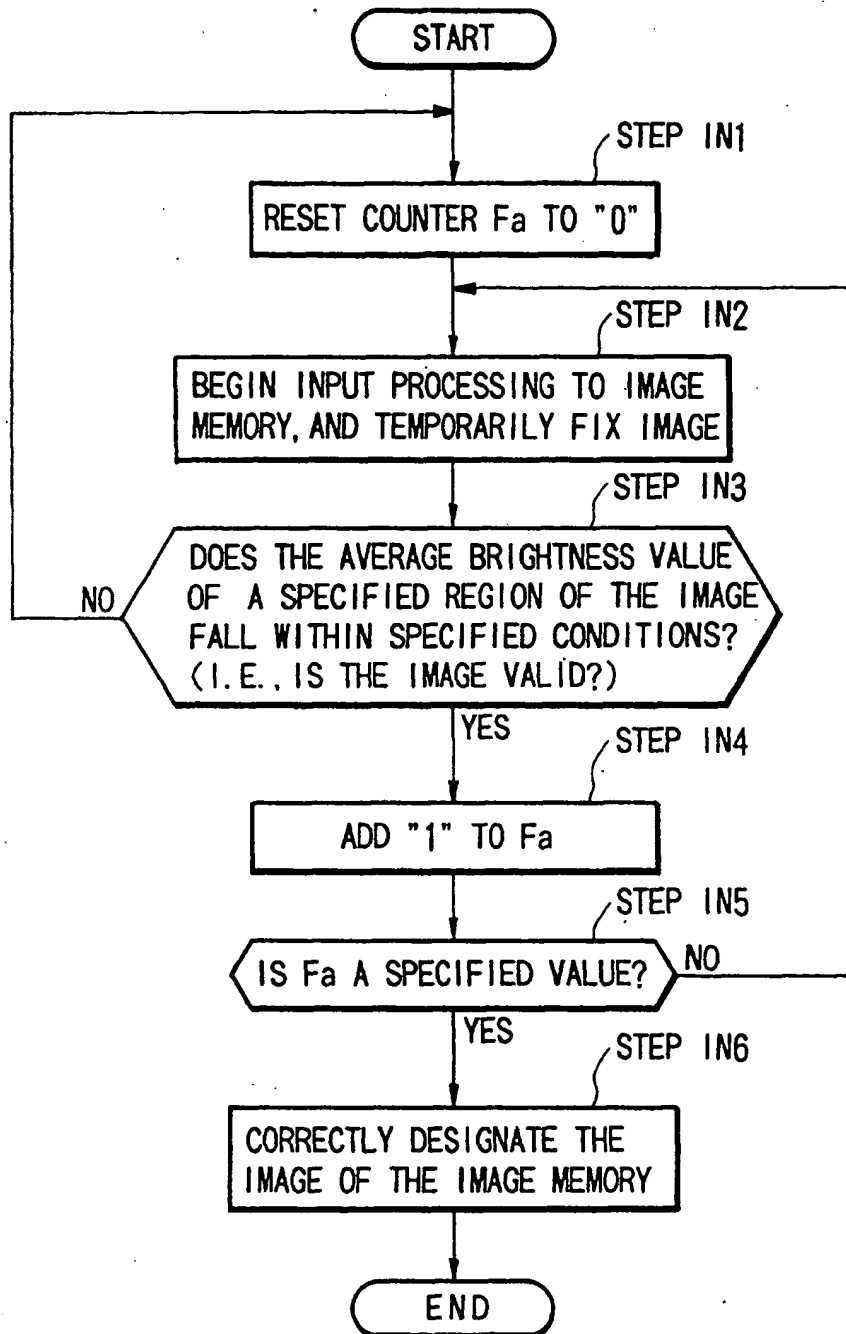 START
STEP IN1
RESET COUNTER Fa TO "0"
STEP IN2
BEGIN INPUT PROCESSING TO IMAGE
MEMORY, AND TEMPORARILY FIX IMAGE
STEP IN3
DOES THE AVERAGE BRIGHTNESS VALUE
OF A SPECIFIED REGION OF THE IMAGE
FALL WITHIN SPECIFIED CONDITIONS?
(I.E., IS THE IMAGE VALID?)
NO
YES
STEP IN4
ADD "1" TO Fa
STEP IN5
IS Fa A SPECIFIED VALUE?
NO
YES
STEP IN6
CORRECTLY DESIGNATE THE
IMAGE OF THE IMAGE MEMORY
END